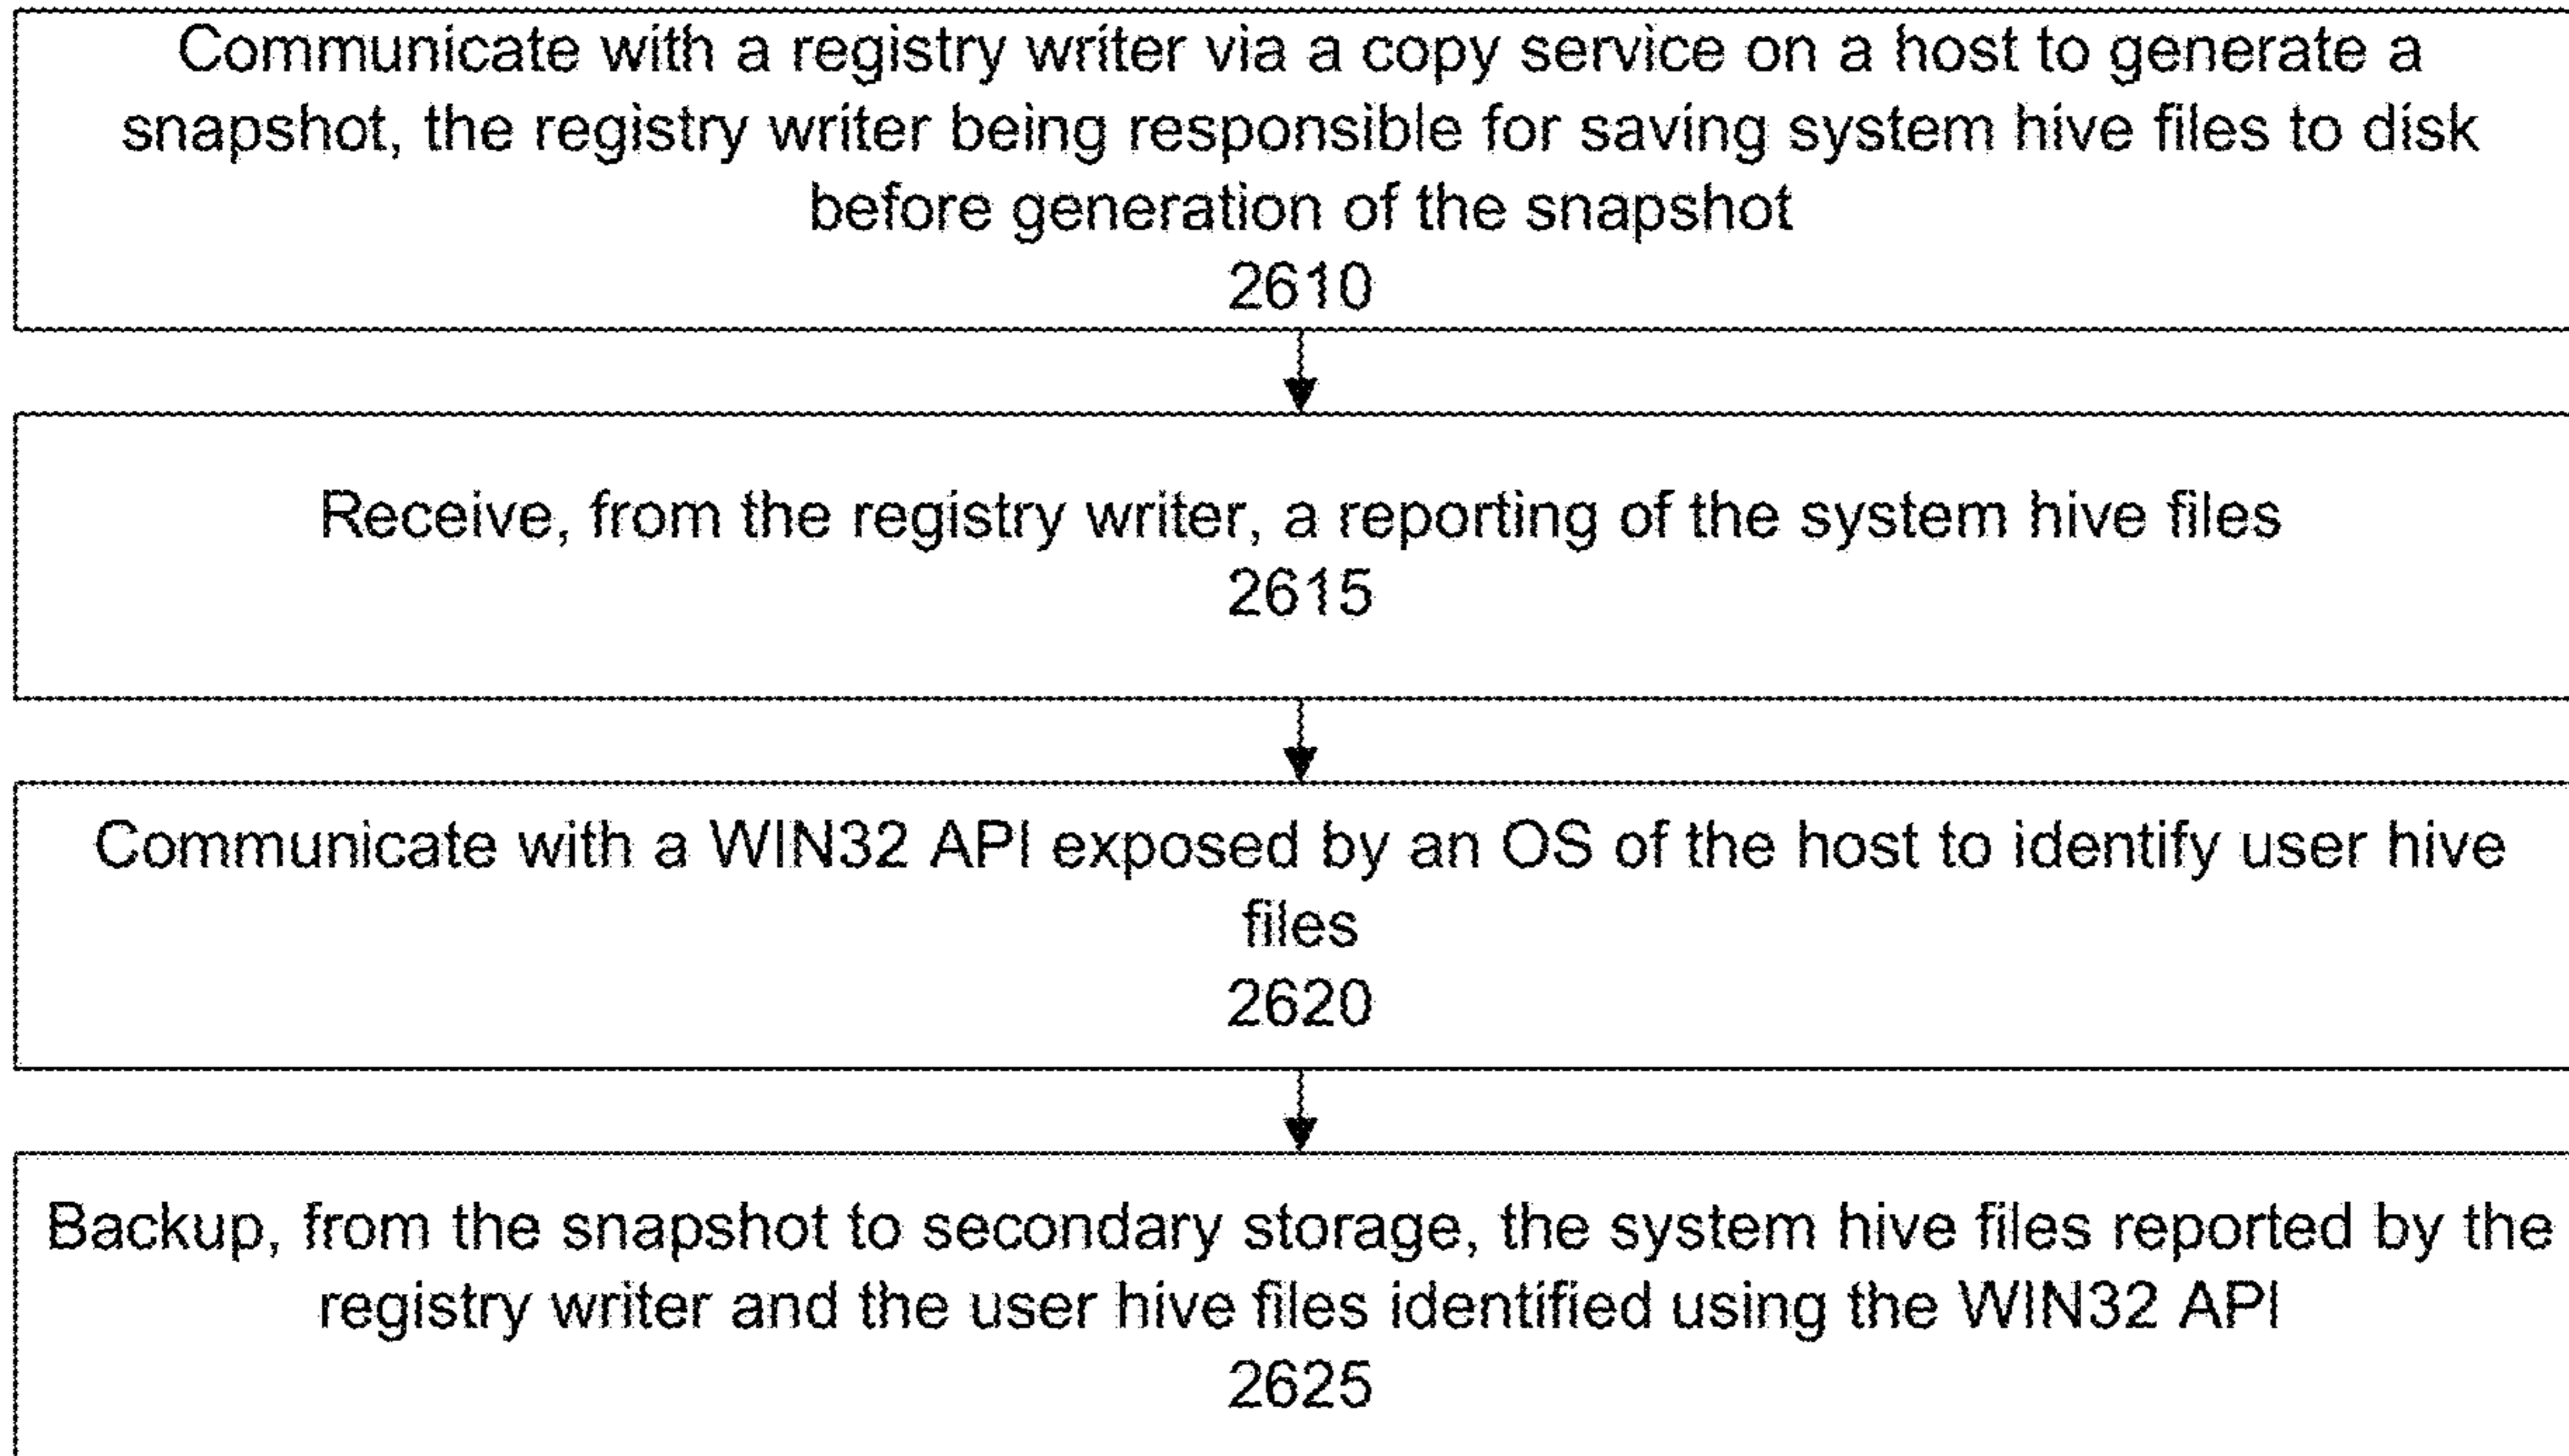 Communicate with a registry writer via a copy service on a host to generate a
snapshot, the registry writer being responsible for saving system hive files to disk
before generation of the snapshot
2610
Receive, from the registry writer, a reporting of the system hive files
2615
Communicate with a WIN32 API exposed by an OS of the host to identify user hive
files
2620
Backup, from the snapshot to secondary storage, the system hive files reported by the
registry writer and the user hive files identified using the WIN32 API
2625